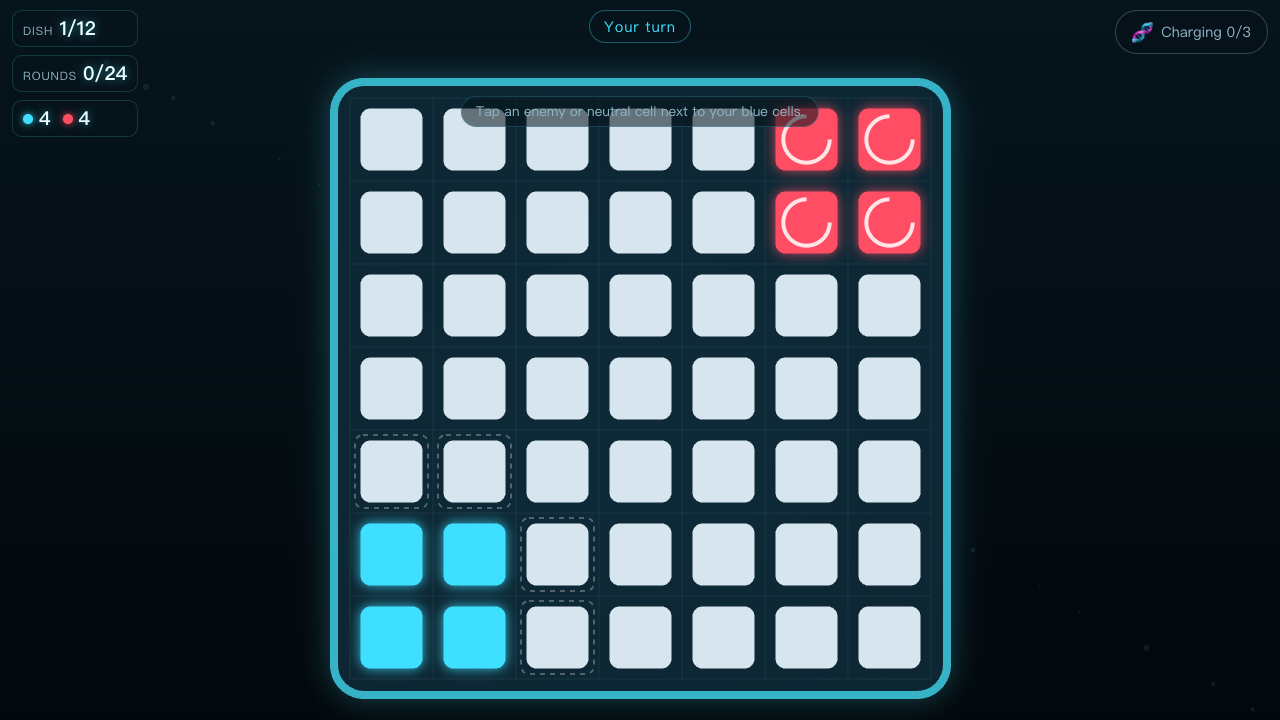 DISH 1/12
Your turn
Charging 0/3
ROUNDS 0/24
4 4
Tap an enemy or neutral cell next to your blue cells.